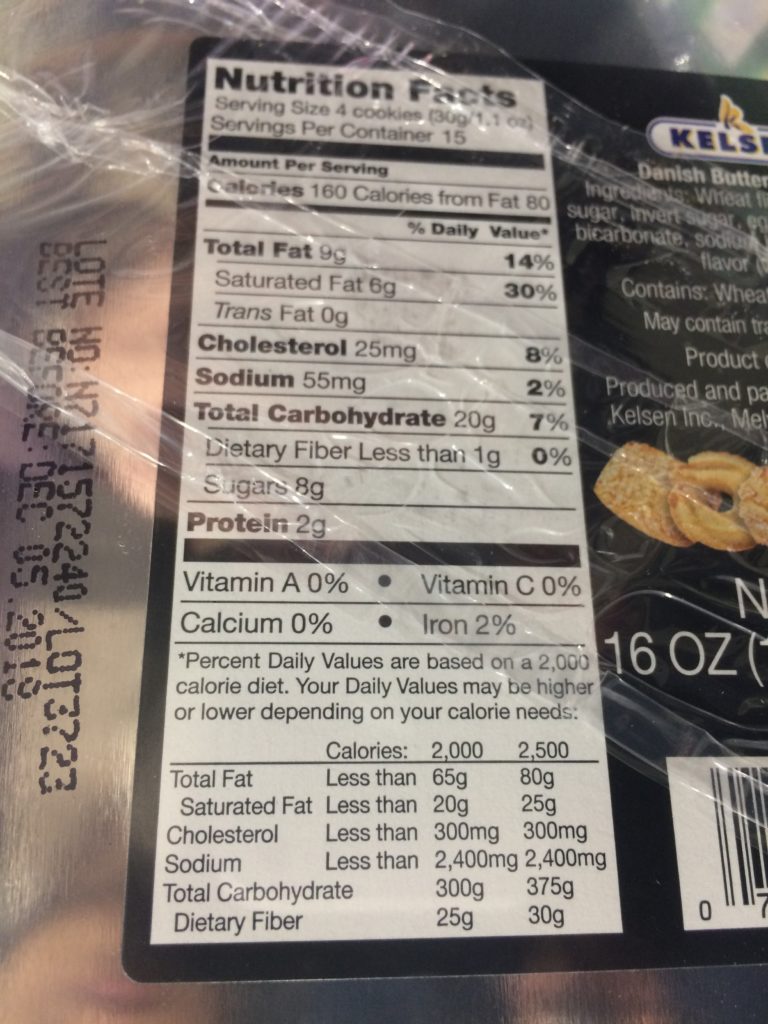 Nutrition Facts
Serving Size 4 cookies (30g/1.1 oz)
Servings Per Container 15
Amount Per Serving
Calories 160 Calories from Fat 80
% Daily Value*
Total Fat 9g 14%
Saturated Fat 6g 30%
Trans Fat 0g
Cholesterol 25mg 8%
Sodium 55mg 2%
Total Carbohydrate 20g 7%
Dietary Fiber Less than 1g 0%
Sugars 8g
Protein 2g
Vitamin A 0% • Vitamin C 0%
Calcium 0% • Iron 2%
*Percent Daily Values are based on a 2,000
calorie diet. Your Daily Values may be higher
or lower depending on your calorie needs:
Calories: 2,000 2,500
Total Fat Less than 65g 80g
Saturated Fat Less than 20g 25g
Cholesterol Less than 300mg 300mg
Sodium Less than 2,400mg 2,400mg
Total Carbohydrate 300g 375g
Dietary Fiber 25g 30g
KELSE
Danish Butter
Ingredients: Wheat
sugar, invert sugar,
bicarbonate,
flavor
Contains: Wheat
May contain tra
Product
Produced and pa
Kelsen Inc., Mel
N
16 OZ (1
0 7
LOTE NO: N2171572240/LOT3723
BEST BEFORE: DEC 05 2018